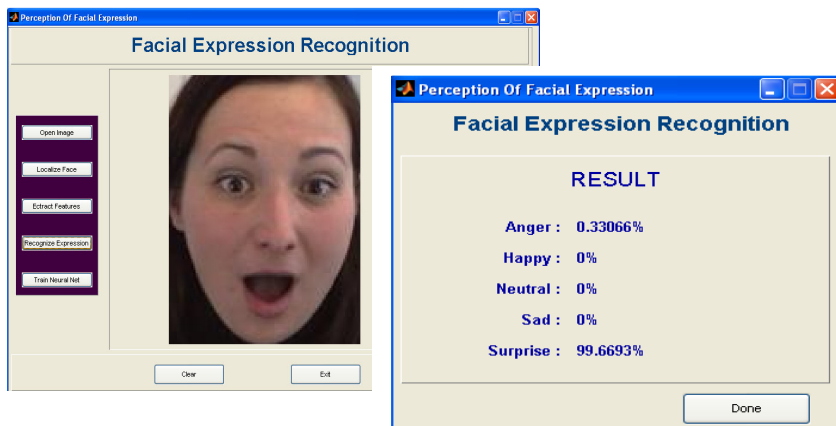 Perception Of Facial Expression
Facial Expression Recognition
Open Image
Localize Face
Ectract Features
Recognize Expression
Train Neural Net
Clear
Exit
Perception Of Facial Expression
Facial Expression Recognition
RESULT
Anger : 0.33066%
Happy : 0%
Neutral : 0%
Sad : 0%
Surprise : 99.6693%
Done